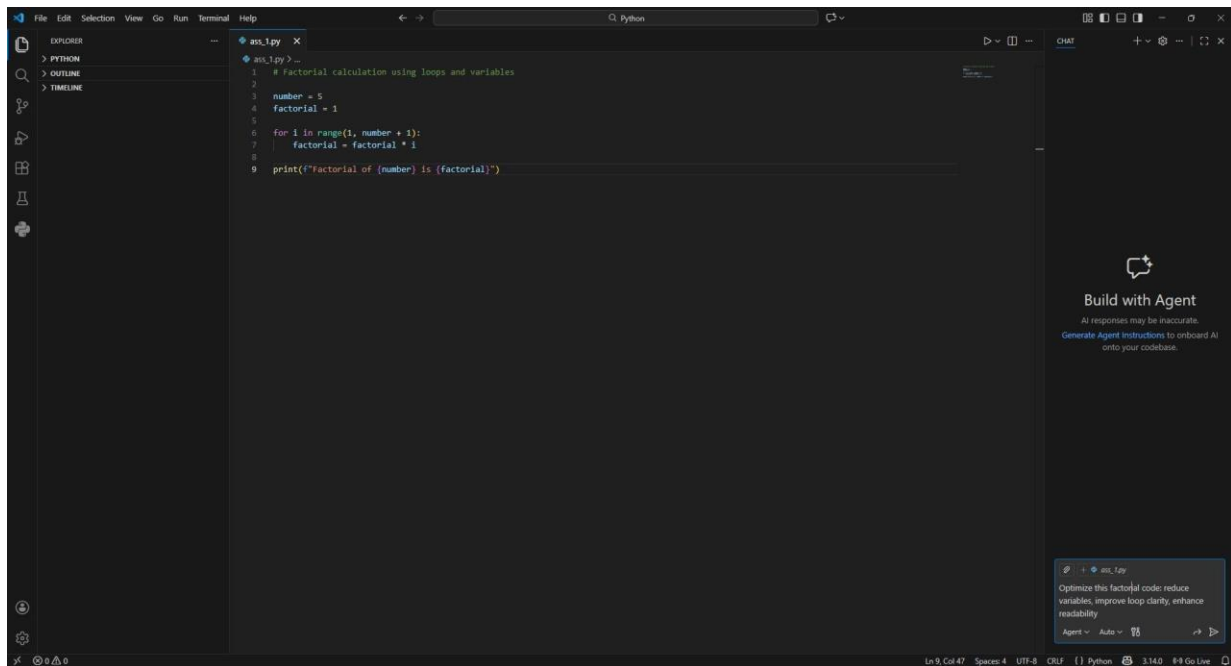 File Edit Selection View Go Run Terminal Help
Python
EXPLORER
PYTHON
OUTLINE
TIMELINE
ass_1.py
ass_1.py > ...
1 # Factorial calculation using loops and variables
2
3 number = 5
4 factorial = 1
5
6 for i in range(1, number + 1):
7 factorial = factorial * i
8
9 print(f"Factorial of {number} is {factorial}")
CHAT
Build with Agent
AI responses may be inaccurate.
Generate Agent Instructions to onboard AI
onto your codebase.
ass_1.py
Optimize this factorial code: reduce
variables, improve loop clarity, enhance
readability
Agent Auto
0 0
Ln 9, Col 47 Spaces: 4 UTF-8 CRLF {} Python 3.14.0 Go Live